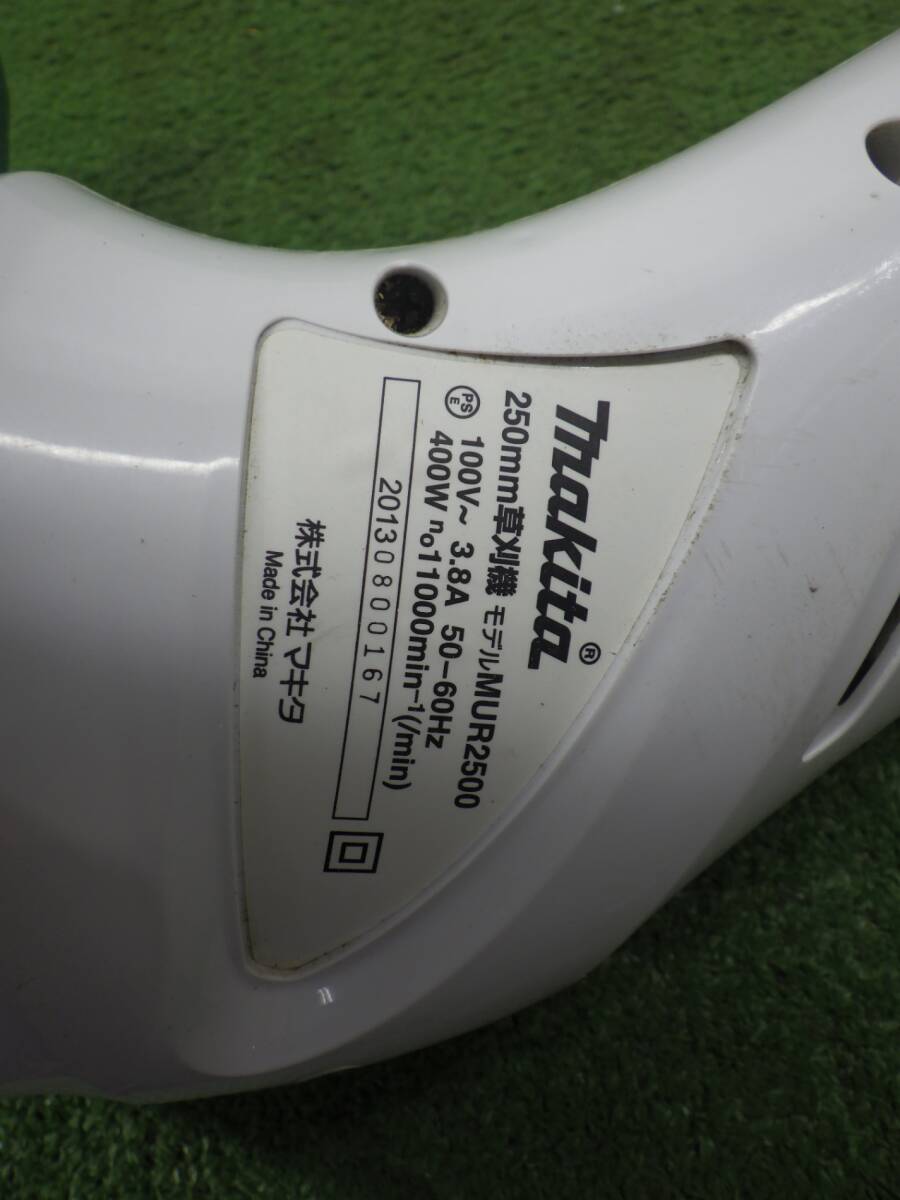 Makita®
250mm草刈機 モデルMUR2500
PSE 100V~ 3.8A 50-60Hz
400W n₀11000min⁻¹(/min)
20130800167
株式会社 マキタ
Made in China